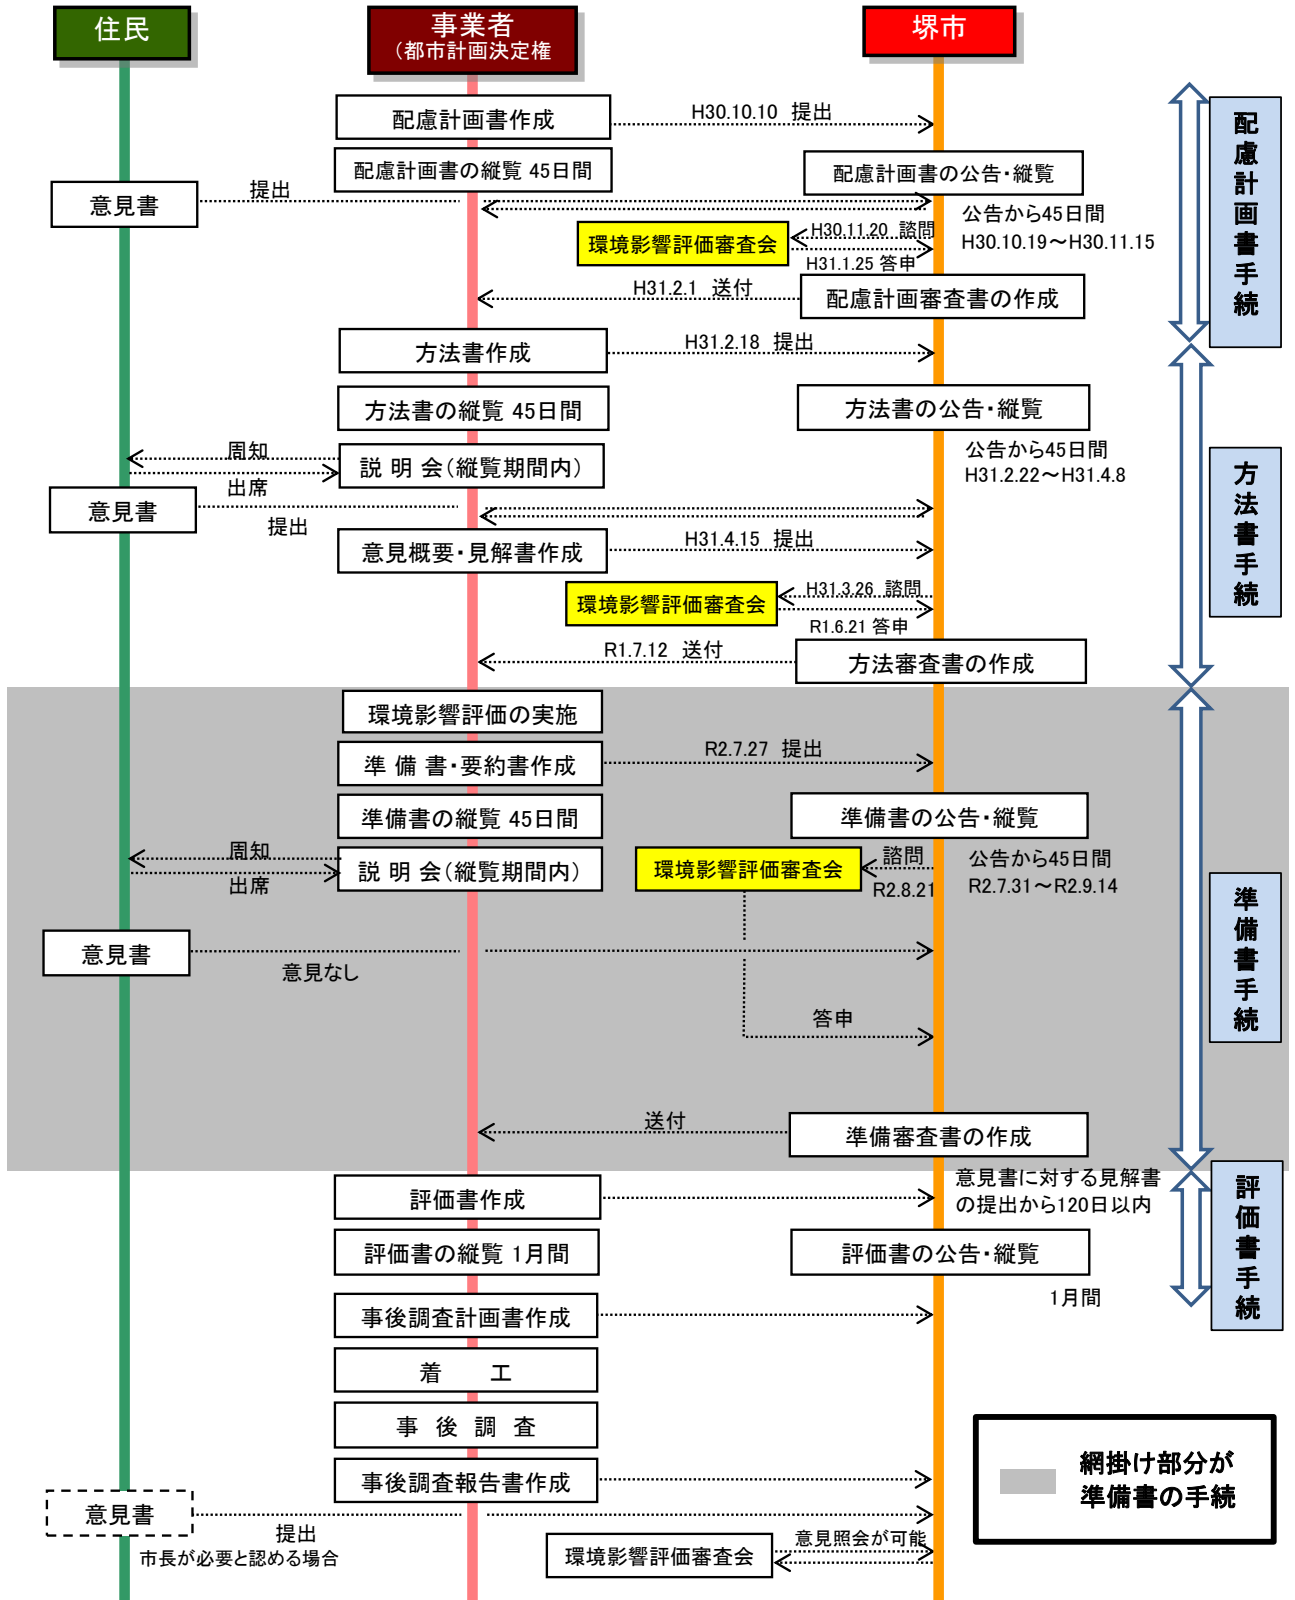 住民
事業者
（都市計画決定権
堺市
配慮計画書作成
H30.10.10 提出
配慮計画書の縦覧 45日間
配慮計画書の公告・縦覧
意見書
提出
公告から45日間
H30.10.19～H30.11.15
環境影響評価審査会
H30.11.20 諮問
H31.1.25 答申
H31.2.1 送付
配慮計画審査書の作成
配慮計画書手続
方法書作成
H31.2.18 提出
方法書の縦覧 45日間
方法書の公告・縦覧
周知
説 明 会（縦覧期間内）
出席
公告から45日間
H31.2.22～H31.4.8
意見書
提出
意見概要・見解書作成
H31.4.15 提出
環境影響評価審査会
H31.3.26 諮問
R1.6.21 答申
R1.7.12 送付
方法審査書の作成
方法書手続
環境影響評価の実施
準 備 書・要約書作成
R2.7.27 提出
準備書の縦覧 45日間
準備書の公告・縦覧
周知
説 明 会（縦覧期間内）
出席
環境影響評価審査会
諮問
R2.8.21
公告から45日間
R2.7.31～R2.9.14
意見書
意見なし
答申
送付
準備審査書の作成
準備書手続
評価書作成
意見書に対する見解書
の提出から120日以内
評価書の縦覧 1月間
評価書の公告・縦覧
1月間
評価書手続
事後調査計画書作成
着 工
事 後 調 査
事後調査報告書作成
意見書
提出
市長が必要と認める場合
環境影響評価審査会
意見照会が可能
網掛け部分が
準備書の手続